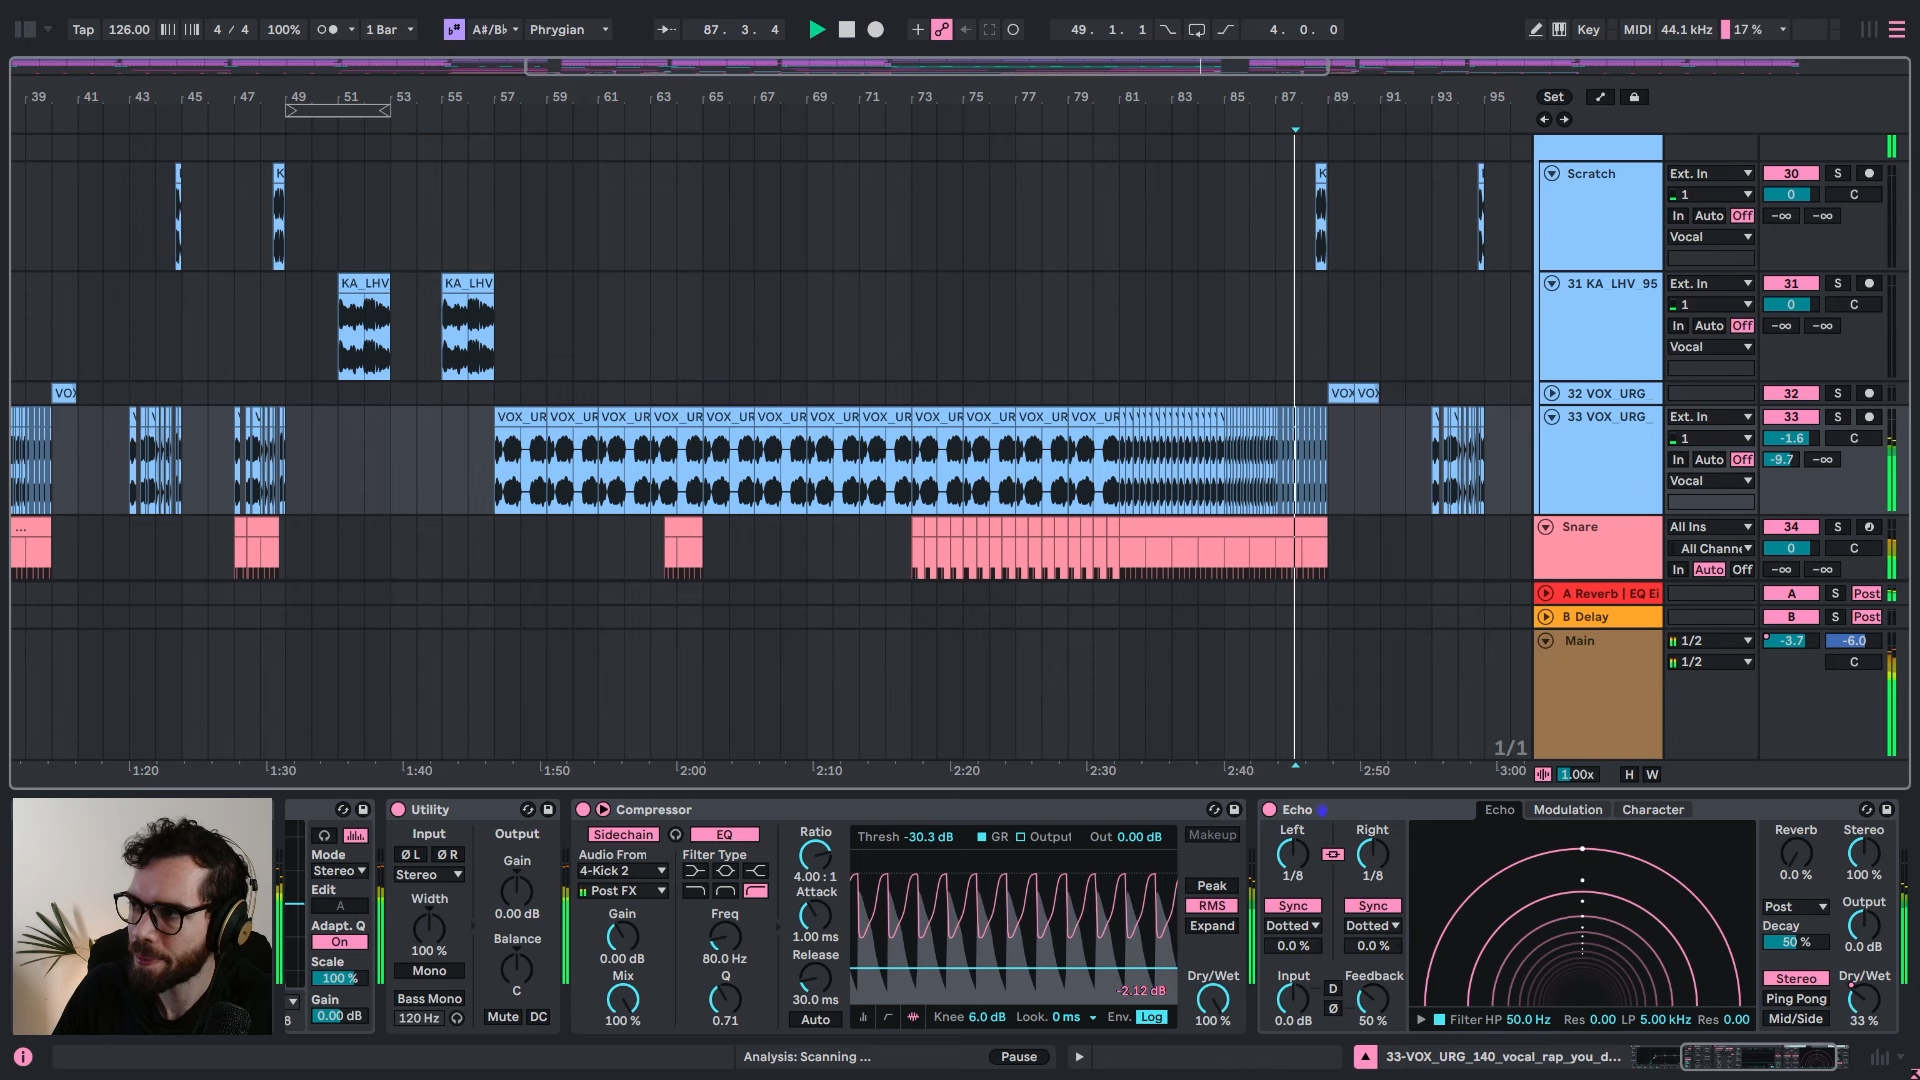 Tap 126.00 4 / 4 100% 1 Bar A#/B♭ Phrygian 87. 3. 4 49. 1. 1 4. 0. 0 Key MIDI 44.1 kHz 17 %
39 41 43 45 47 49 51 53 55 57 59 61 63 65 67 69 71 73 75 77 79 81 83 85 87 89 91 93 95 Set
K K Scratch Ext. In 30 S
1 0 C
In Auto Off -∞ -∞
Vocal
KA_LHV KA_LHV 31 KA_LHV_95 Ext. In 31 S
1 0 C
In Auto Off -∞ -∞
Vocal
VOX VOX VOX 32 VOX_URG_ 32 S
VOX_UR VOX_UR VOX_UR VOX_UR VOX_UR VOX_UR VOX_UR VOX_UR VOX_UR VOX_UR VOX_UR VOX_UR 33 VOX_URG_ Ext. In 33 S
1 -1.6 C
In Auto Off -9.7 -∞
Vocal
... Snare All Ins 34 S
All Channe 0 C
In Auto Off -∞ -∞
A Reverb | EQ Ei A S Post
B Delay B S Post
Main 1/2 -3.7 -6.0
1/2 C
1/1
1:20 1:30 1:40 1:50 2:00 2:10 2:20 2:30 2:40 2:50 3:00 1.00x H W
Mode
Stereo
Edit
A
Adapt. Q
On
Scale
100 %
Gain
0.00 dB
8
Utility
Input Output
Ø L Ø R
Stereo
Gain
0.00 dB
Width
100 %
Balance
C
Mono
Bass Mono
120 Hz
Mute DC
Compressor
Sidechain EQ
Audio From Filter Type
4-Kick 2
Post FX
Gain Freq
0.00 dB 80.0 Hz
Mix Q
100 % 0.71
Ratio
4.00 : 1
Attack
1.00 ms
Release
30.0 ms
Auto
Thresh -30.3 dB GR Output Out 0.00 dB
-2.12 dB
Knee 6.0 dB Look. 0 ms Env. Log
Makeup
Peak
RMS
Expand
Dry/Wet
100 %
Echo Echo Modulation Character
Left Right
1/8 1/8
Sync Sync
Dotted Dotted
0.0 % 0.0 %
Input D Feedback
0.0 dB Ø 50 %
Filter HP 50.0 Hz Res 0.00 LP 5.00 kHz Res 0.00
Reverb Stereo
0.0 % 100 %
Post Output
Decay
50 % 0.0 dB
Stereo Dry/Wet
Ping Pong
Mid/Side 33 %
Analysis: Scanning ... Pause 33-VOX_URG_140_vocal_rap_you_d...